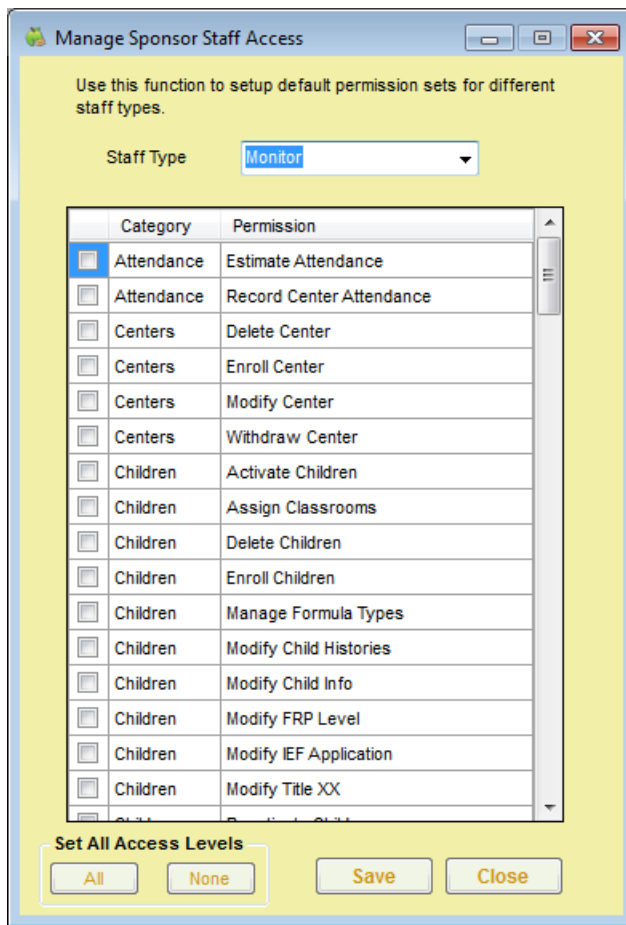 Manage Sponsor Staff Access
Use this function to setup default permission sets for different
staff types.
Staff Type Monitor
Category Permission
Attendance Estimate Attendance
Attendance Record Center Attendance
Centers Delete Center
Centers Enroll Center
Centers Modify Center
Centers Withdraw Center
Children Activate Children
Children Assign Classrooms
Children Delete Children
Children Enroll Children
Children Manage Formula Types
Children Modify Child Histories
Children Modify Child Info
Children Modify FRP Level
Children Modify IEF Application
Children Modify Title XX
Set All Access Levels
All None Save Close